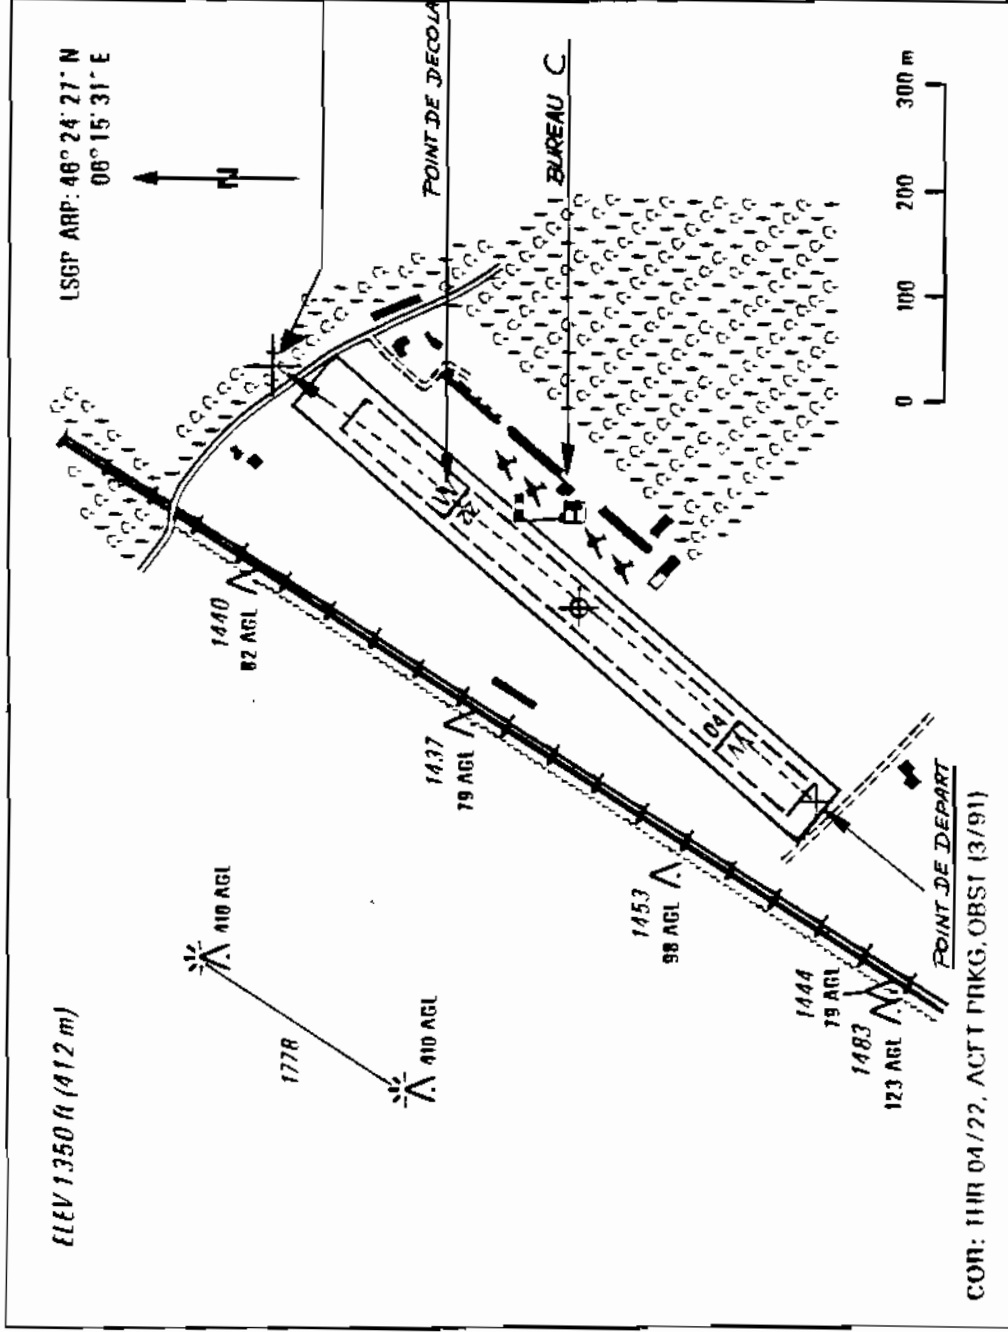 ELEV 1350 ft (412 m)
LSGP ARP: 46° 24' 27" N
06° 15' 31" E
N
1778
410 AGL
410 AGL
1440
82 AGL
1437
79 AGL
1453
98 AGL
1444
79 AGL
1483
123 AGL
22
04
H
POINT DE DECOLA
BUREAU C
POINT DE DEPART
0 100 200 300 m
COR: THR 04/22, ACFT PRKG, OBST (3/91)